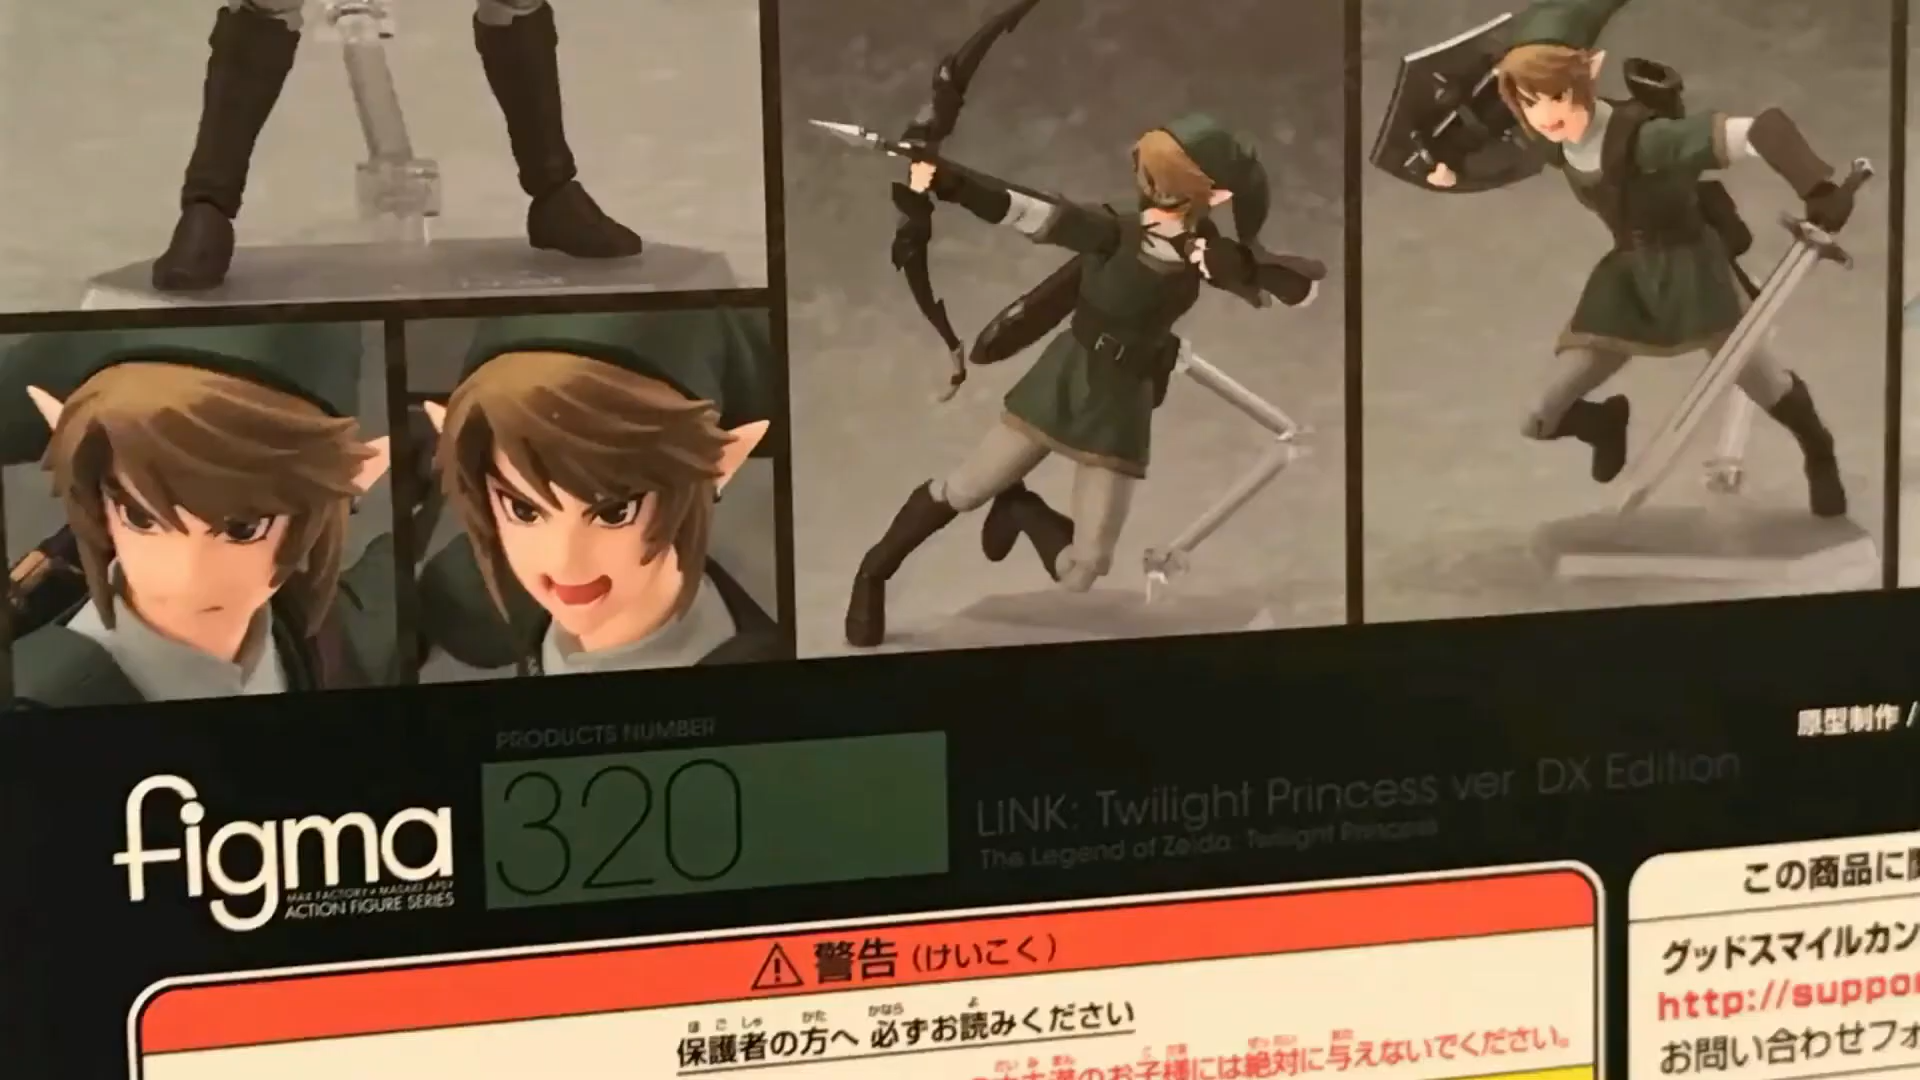 PRODUCTS NUMBER
320
figma
MAX FACTORY + MASAKI APSY
ACTION FIGURE SERIES
LINK: Twilight Princess ver DX Edition
The Legend of Zelda: Twilight Princess
原型制作 /
⚠ 警告 (けいこく)
保護者の方へ 必ずお読みください
のお子様には絶対に与えないでください。
この商品に
グッドスマイルカン
http://suppor
お問い合わせフォ